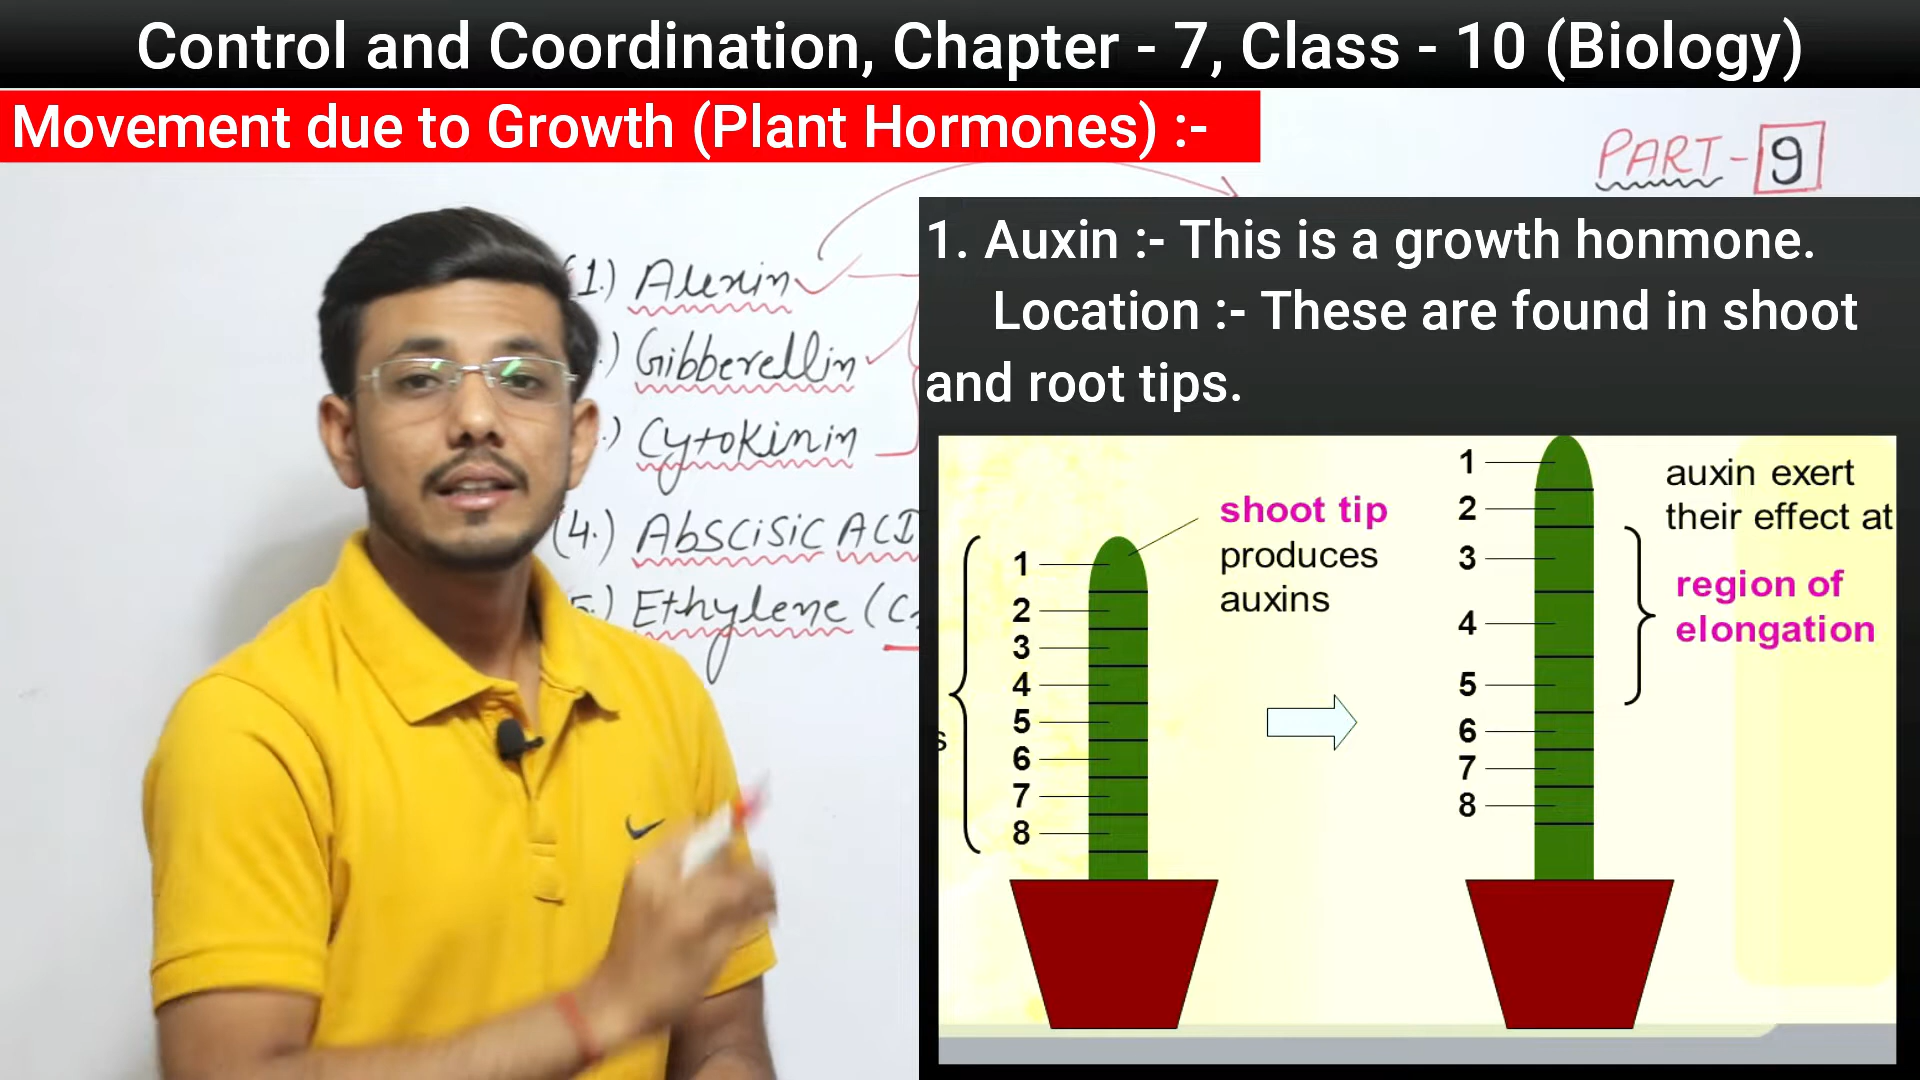 Control and Coordination, Chapter - 7, Class - 10 (Biology)
Movement due to Growth (Plant Hormones) :-
PART-9
1.) Auxin
.) Gibberellin
.) Cytokinin
(4.) Abscisic ACI
5.) Ethylene (C
1. Auxin :- This is a growth honmone.
Location :- These are found in shoot
and root tips.
shoot tip
produces
auxins
1
2
3
4
5
6
7
8
s
1
2
3
4
5
6
7
8
auxin exert
their effect at
region of
elongation